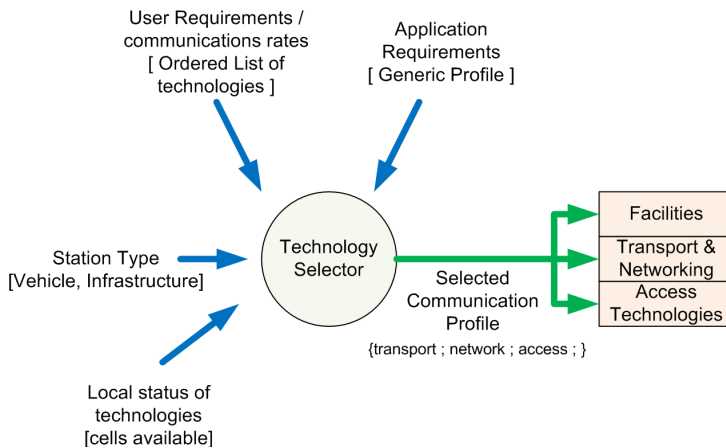 User Requirements /
communications rates
[ Ordered List of
technologies ]
Application
Requirements
[ Generic Profile ]
Station Type
[Vehicle, Infrastructure]
Technology
Selector
Local status of
technologies
[cells available]
Selected
Communication
Profile
{transport ; network ; access ; }
Facilities
Transport &
Networking
Access
Technologies